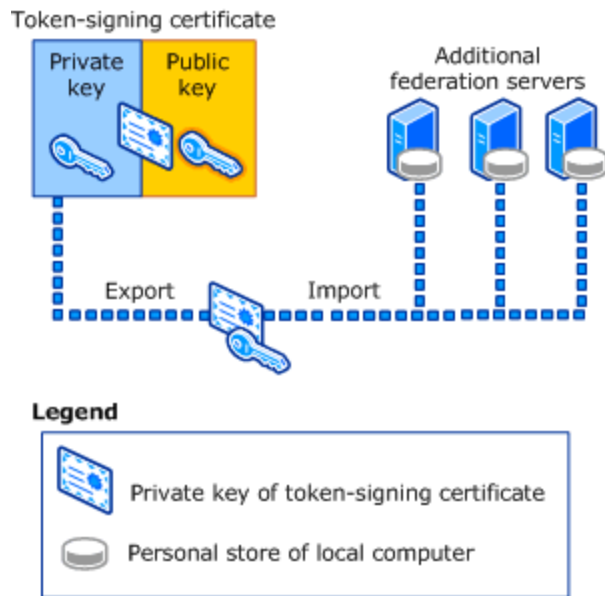 Token-signing certificate
Private
key
Public
key
Additional
federation servers
Export
Import
Legend
Private key of token-signing certificate
Personal store of local computer